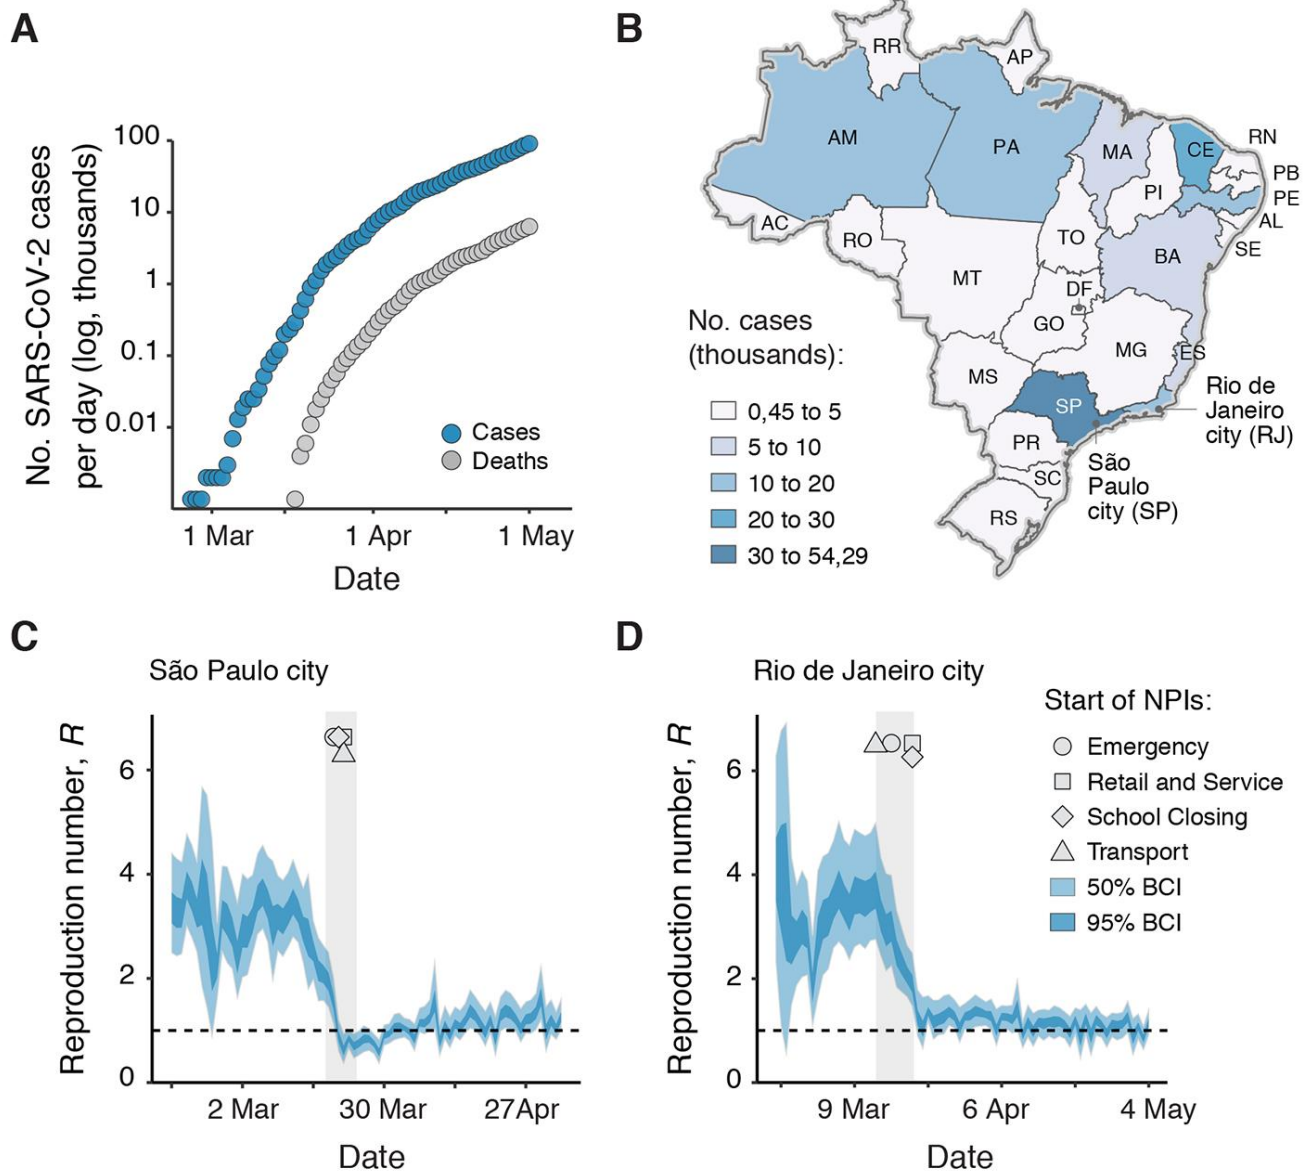 A
No. SARS-CoV-2 cases
per day (log, thousands)
100
10
1
0.1
0.01
Cases
Deaths
1 Mar
1 Apr
1 May
Date
B
RR
AP
AM
PA
MA
CE
RN
PB
PE
AL
SE
PI
AC
RO
TO
BA
MT
DF
GO
MG
ES
MS
SP
PR
SC
RS
Rio de
Janeiro
city (RJ)
São
Paulo
city (SP)
No. cases
(thousands):
0,45 to 5
5 to 10
10 to 20
20 to 30
30 to 54,29
C
São Paulo city
Reproduction number, R
6
4
2
0
2 Mar
30 Mar
27Apr
Date
D
Rio de Janeiro city
Reproduction number, R
6
4
2
0
9 Mar
6 Apr
4 May
Date
Start of NPIs:
Emergency
Retail and Service
School Closing
Transport
50% BCI
95% BCI